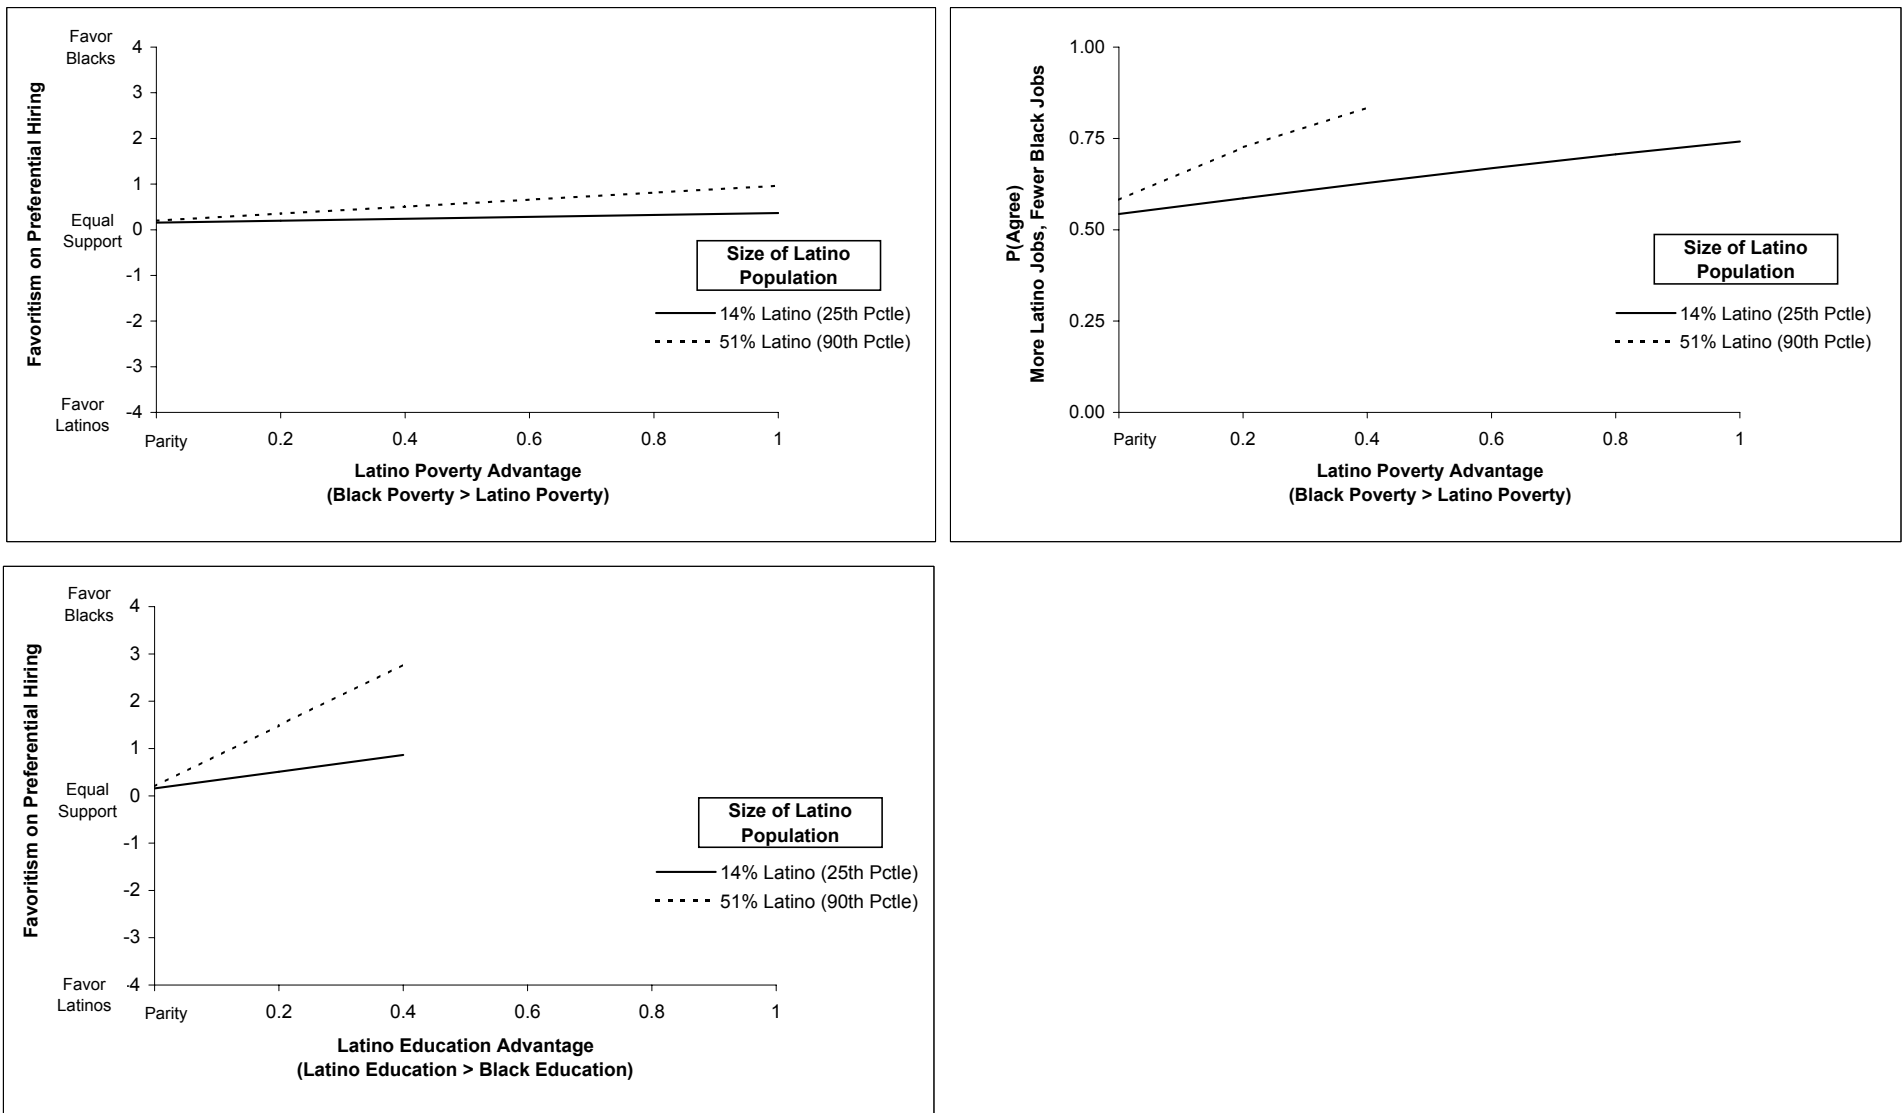 Favor
Blacks
4
3
2
1
Equal
Support
0
-1
-2
-3
Favor
Latinos
-4
Favoritism on Preferential Hiring
Parity
0.2
0.4
0.6
0.8
1
Latino Poverty Advantage
(Black Poverty > Latino Poverty)
Size of Latino
Population
14% Latino (25th Pctle)
51% Latino (90th Pctle)
P(Agree)
More Latino Jobs, Fewer Black Jobs
1.00
0.75
0.50
0.25
0.00
Parity
0.2
0.4
0.6
0.8
1
Latino Poverty Advantage
(Black Poverty > Latino Poverty)
Size of Latino
Population
14% Latino (25th Pctle)
51% Latino (90th Pctle)
Favor
Blacks
4
3
2
1
Equal
Support
0
-1
-2
-3
Favor
Latinos
-4
Favoritism on Preferential Hiring
Parity
0.2
0.4
0.6
0.8
1
Latino Education Advantage
(Latino Education > Black Education)
Size of Latino
Population
14% Latino (25th Pctle)
51% Latino (90th Pctle)